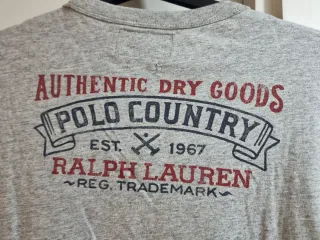 AUTHENTIC DRY GOODS
POLO COUNTRY
EST. 1967
RALPH LAUREN
~REG. TRADEMARK~